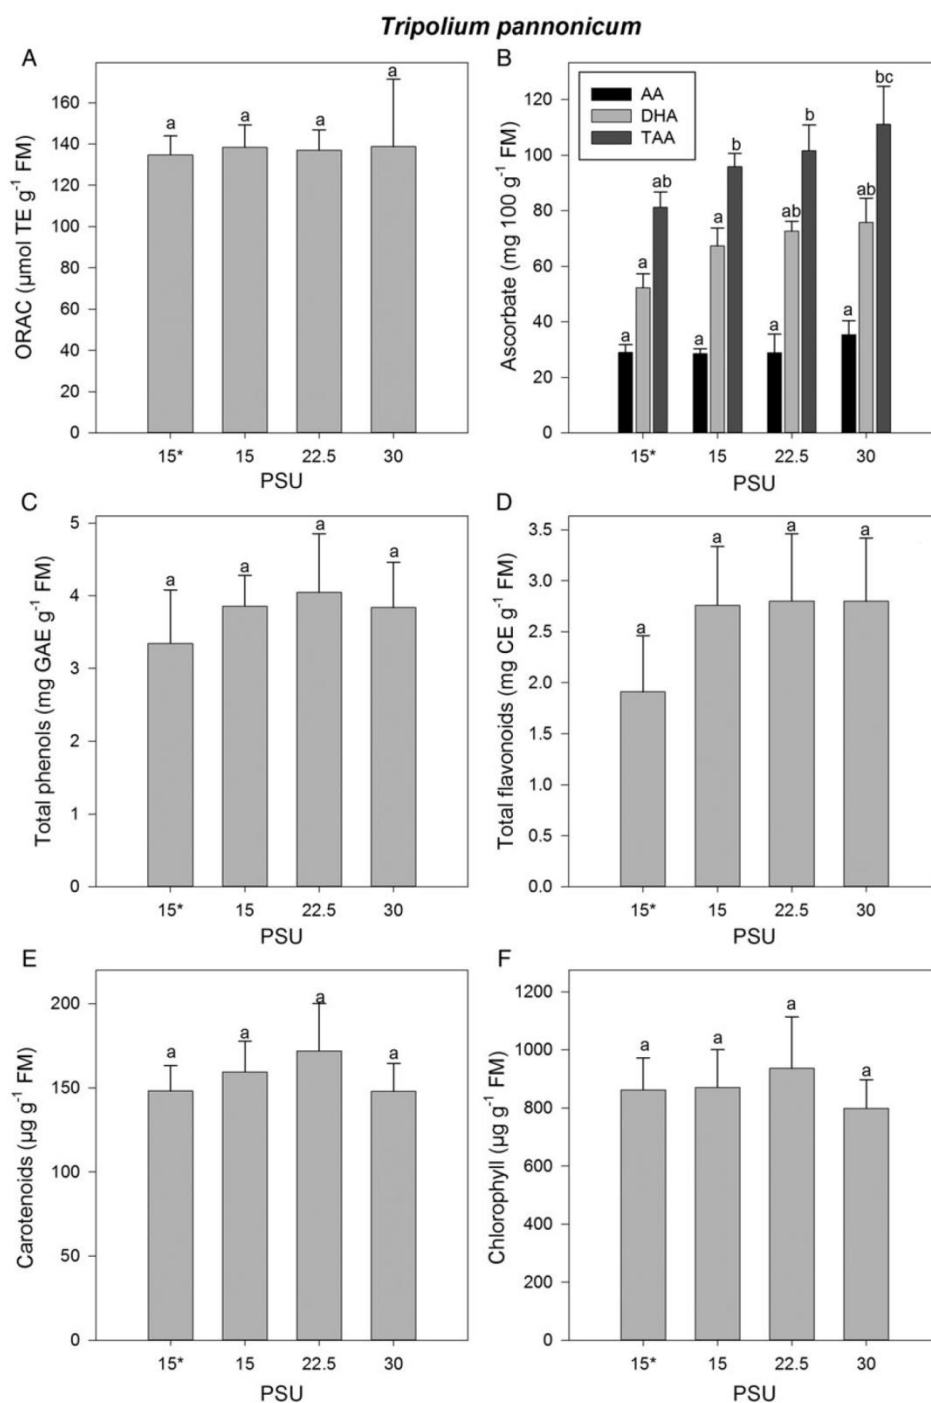 Tripolium pannonicum
A
ORAC (µmol TE g⁻¹ FM)
160
140
120
100
80
60
40
20
0
a
a
a
a
15* 15 22.5 30
PSU
B
Ascorbate (mg 100 g⁻¹ FM)
120
100
80
60
40
20
0
AA
DHA
TAA
a a ab
a a b
a ab b
a ab bc
15* 15 22.5 30
PSU
C
Total phenols (mg GAE g⁻¹ FM)
5
4
3
2
1
0
a
a
a
a
15* 15 22.5 30
PSU
D
Total flavonoids (mg CE g⁻¹ FM)
3.5
3.0
2.5
2.0
1.5
1.0
0.5
0.0
a
a
a
a
15* 15 22.5 30
PSU
E
Carotenoids (µg g⁻¹ FM)
200
150
100
50
0
a
a
a
a
15* 15 22.5 30
PSU
F
Chlorophyll (µg g⁻¹ FM)
1200
1000
800
600
400
200
0
a
a
a
a
15* 15 22.5 30
PSU